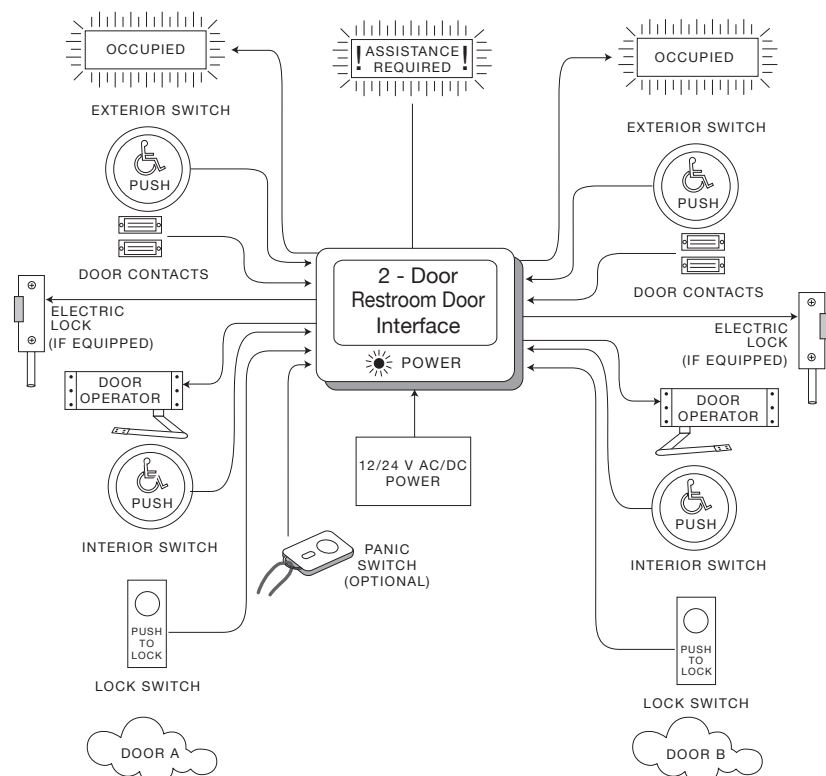 OCCUPIED
! ASSISTANCE !
REQUIRED
OCCUPIED
EXTERIOR SWITCH
PUSH
DOOR CONTACTS
EXTERIOR SWITCH
PUSH
DOOR CONTACTS
2 - Door
Restroom Door
Interface
POWER
ELECTRIC
LOCK
(IF EQUIPPED)
ELECTRIC
LOCK
(IF EQUIPPED)
DOOR
OPERATOR
DOOR
OPERATOR
12/24 V AC/DC
POWER
PUSH
INTERIOR SWITCH
PUSH
INTERIOR SWITCH
PANIC
SWITCH
(OPTIONAL)
PUSH
TO
LOCK
LOCK SWITCH
PUSH
TO
LOCK
LOCK SWITCH
DOOR A
DOOR B